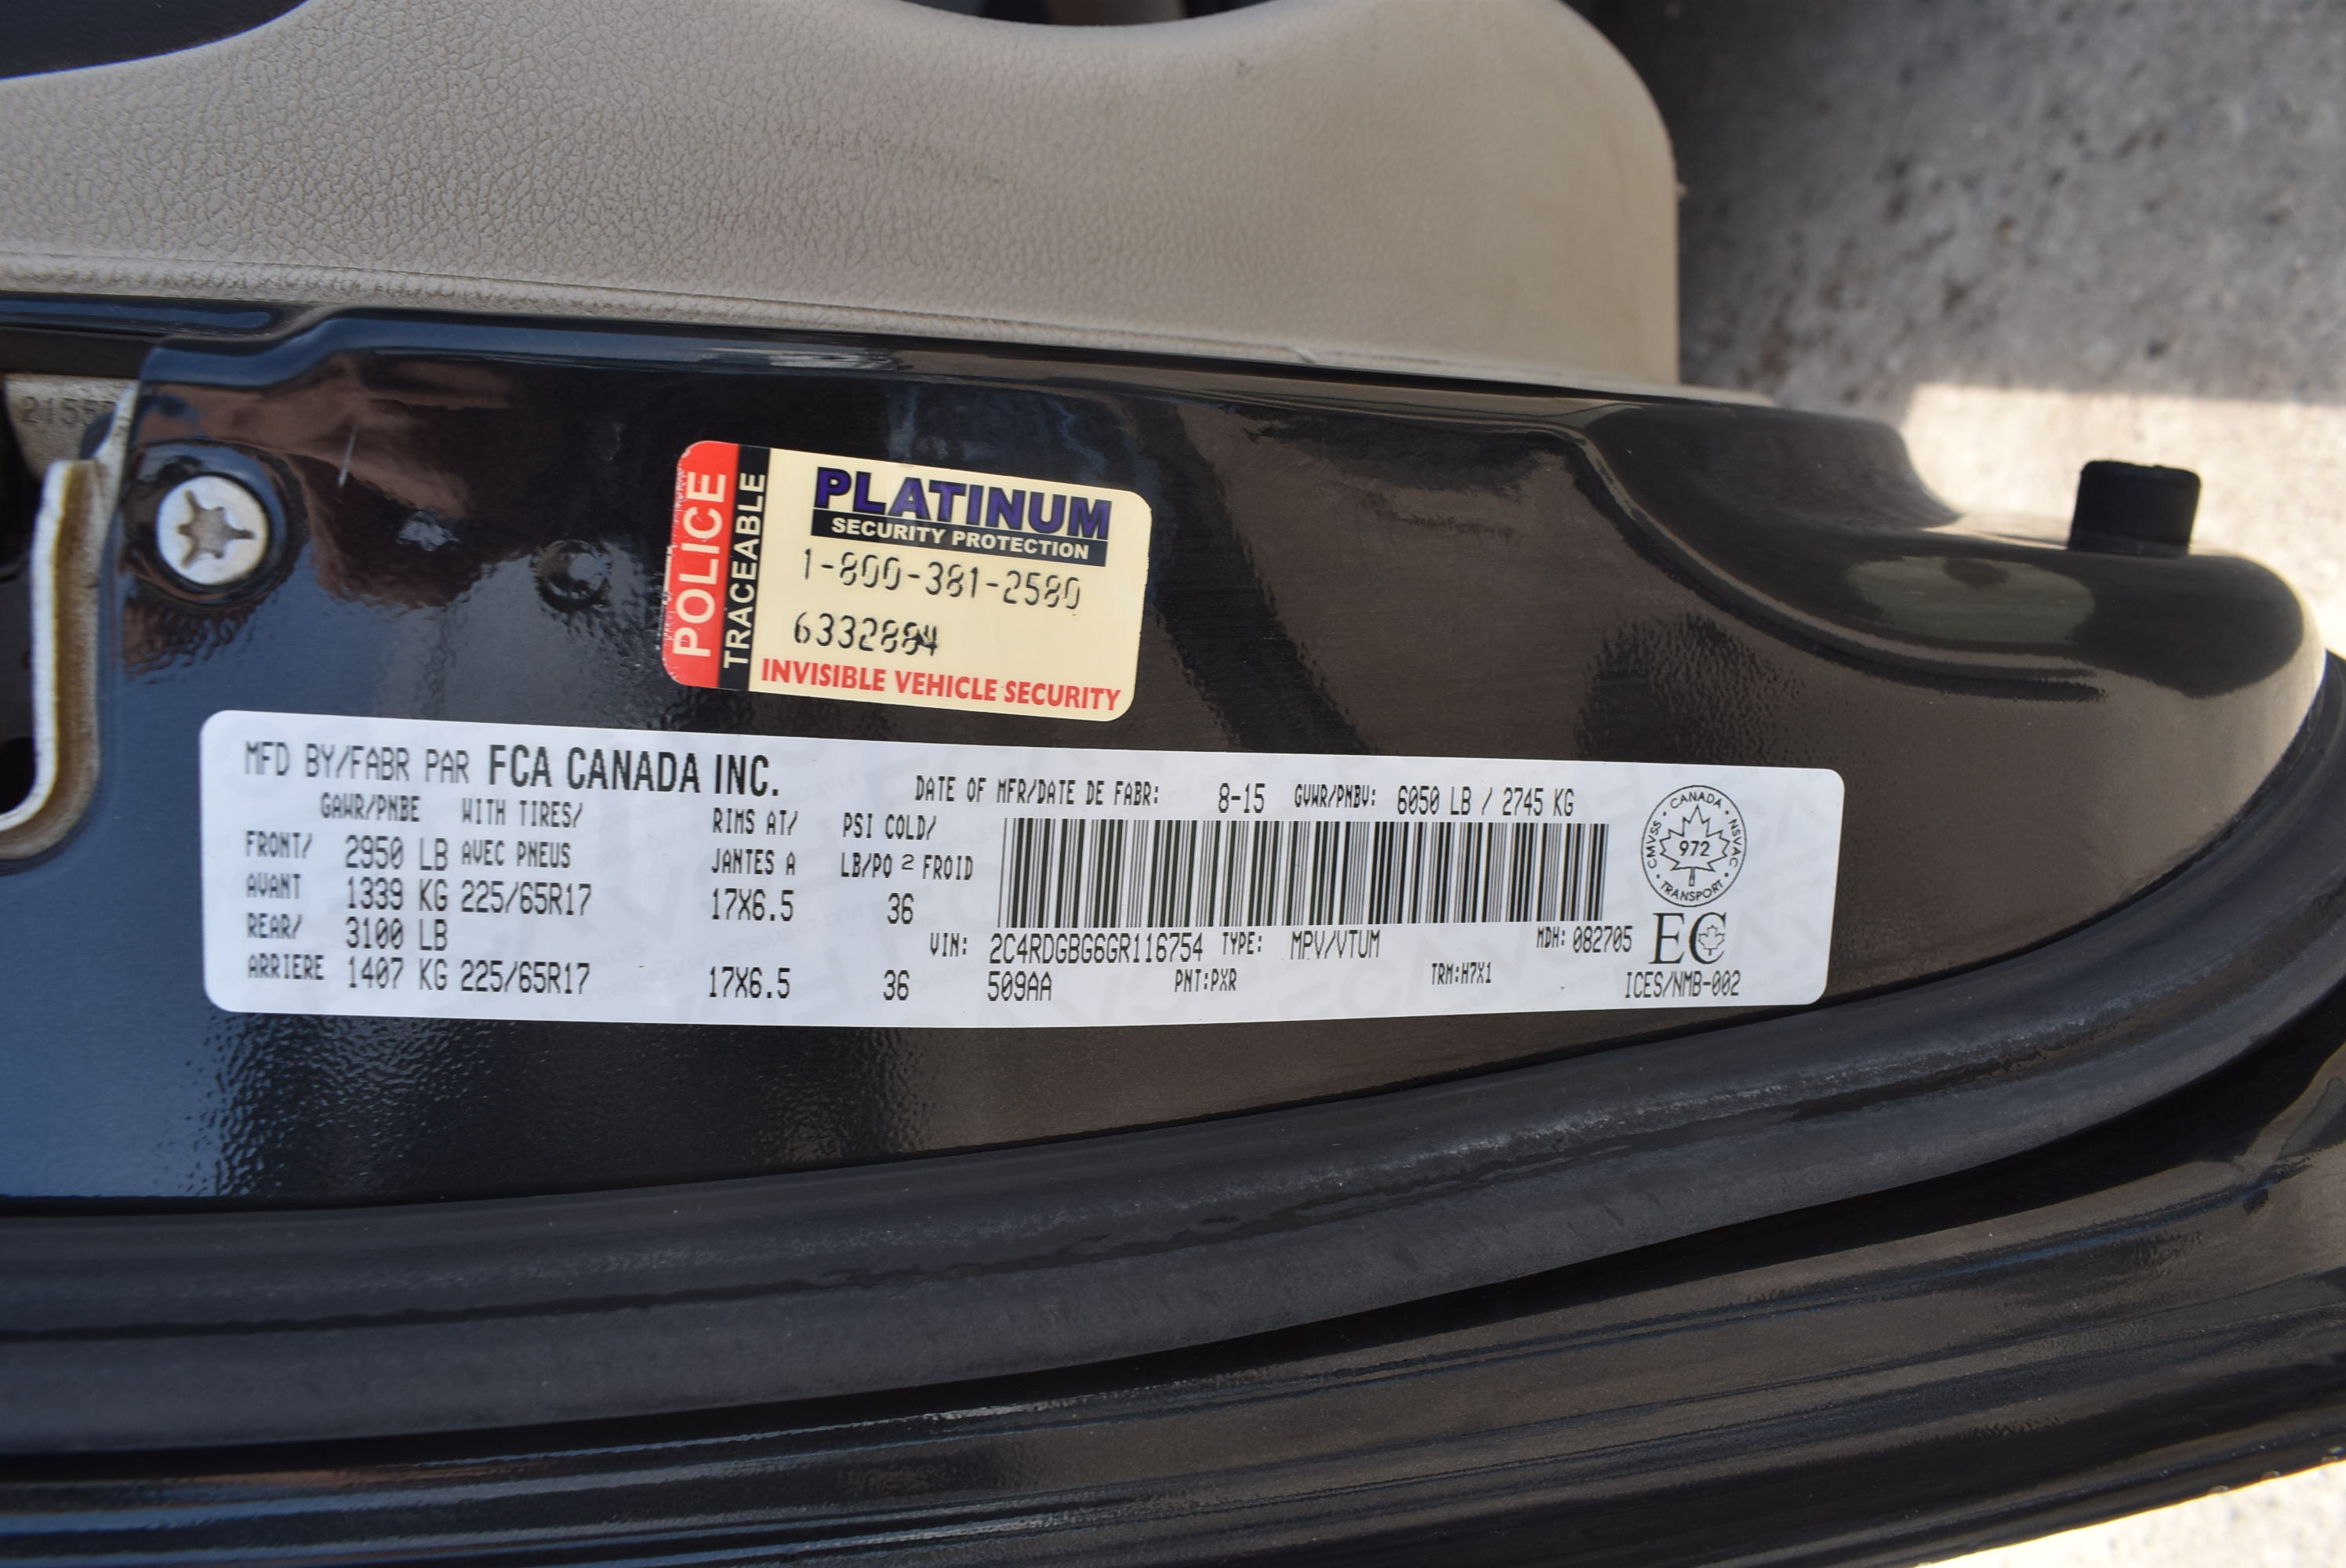 2155
POLICE
TRACEABLE
PLATINUM
SECURITY PROTECTION
1-800-381-2580
6332884
INVISIBLE VEHICLE SECURITY
MFD BY/FABR PAR FCA CANADA INC.
DATE OF MFR/DATE DE FABR: 8-15 GVWR/PNBV: 6050 LB / 2745 KG
GAWR/PNBE WITH TIRES/ RIMS AT/ PSI COLD/
FRONT/ 2950 LB AVEC PNEUS JANTES A LB/PO 2 FROID
AVANT 1339 KG 225/65R17 17X6.5 36
REAR/ 3100 LB
ARRIERE 1407 KG 225/65R17 17X6.5 36
VIN: 2C4RDGBG6GR116754 TYPE: MPV/VTUM MDH: 082705
509AA PNT:PXR TRM:H7X1
CANADA
CMVSS 972 NSVAC
TRANSPORT
EC
ICES/NMB-002